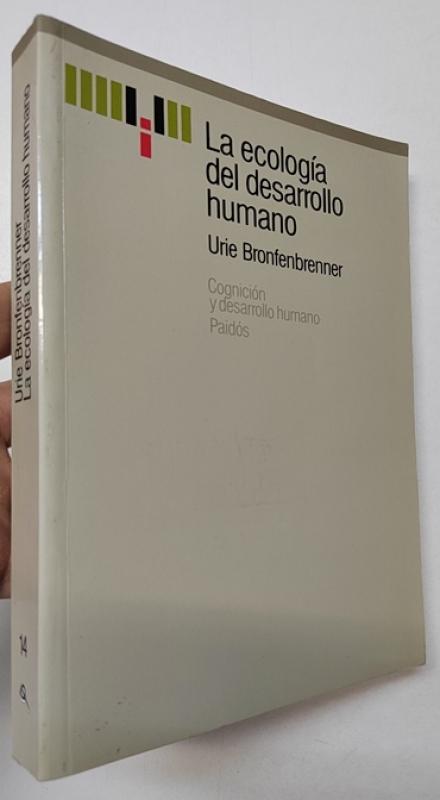 La ecología
del desarrollo
humano
Urie Bronfenbrenner
Cognición
y desarrollo humano
Paidós
Urie Bronfenbrenner
La ecología del desarrollo humano
14